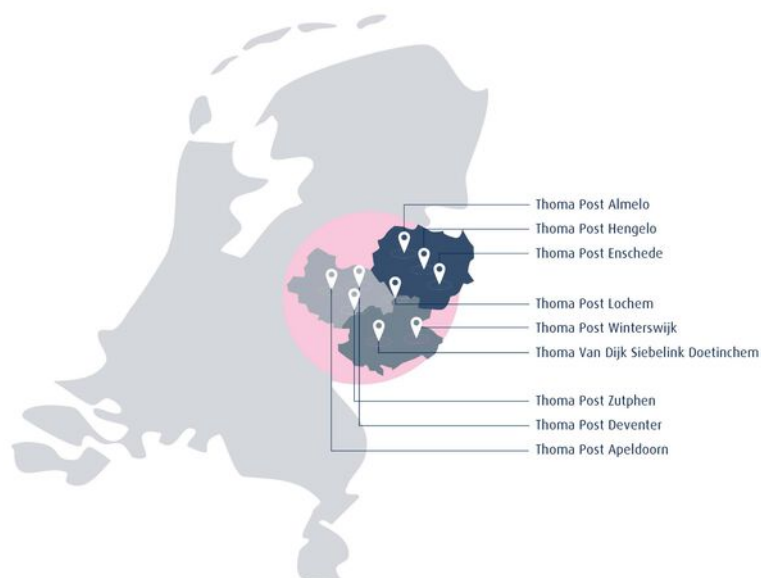 Thoma Post Almelo
Thoma Post Hengelo
Thoma Post Enschede
Thoma Post Lochem
Thoma Post Winterswijk
Thoma Van Dijk Siebelink Doetinchem
Thoma Post Zutphen
Thoma Post Deventer
Thoma Post Apeldoorn